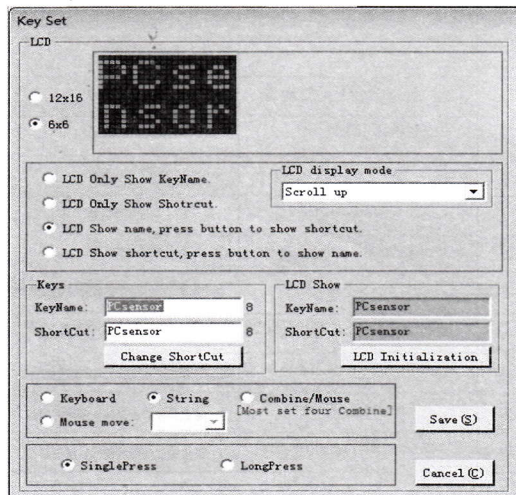 Key Set
LCD
PCse
nsor
12x16
6x6
LCD Only Show KeyName.
LCD Only Show Shotrcut.
LCD Show name,press button to show shortcut.
LCD Show shortcut,press button to show name.
LCD display mode
Scroll up
Keys
KeyName: PCsensor 8
ShortCut: PCsensor 8
Change ShortCut
LCD Show
KeyName: PCsensor
ShortCut: PCsensor
LCD Initialization
Keyboard String Combine/Mouse
[Most set four Combine]
Mouse move:
Save(S)
SinglePress LongPress
Cancel(C)